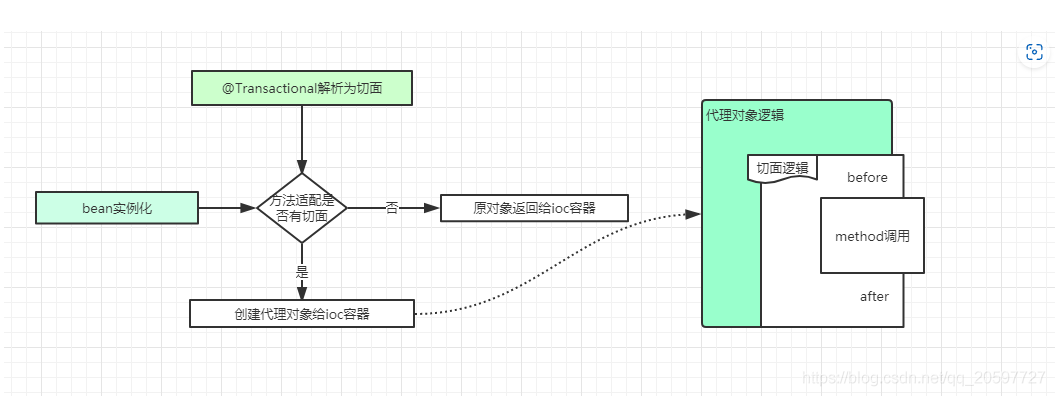 @Transactional解析为切面
代理对象逻辑
切面逻辑
before
bean实例化
方法适配是
否有切面
否
原对象返回给ioc容器
method调用
是
创建代理对象给ioc容器
after
https://blog.csdn.net/qq_20597727